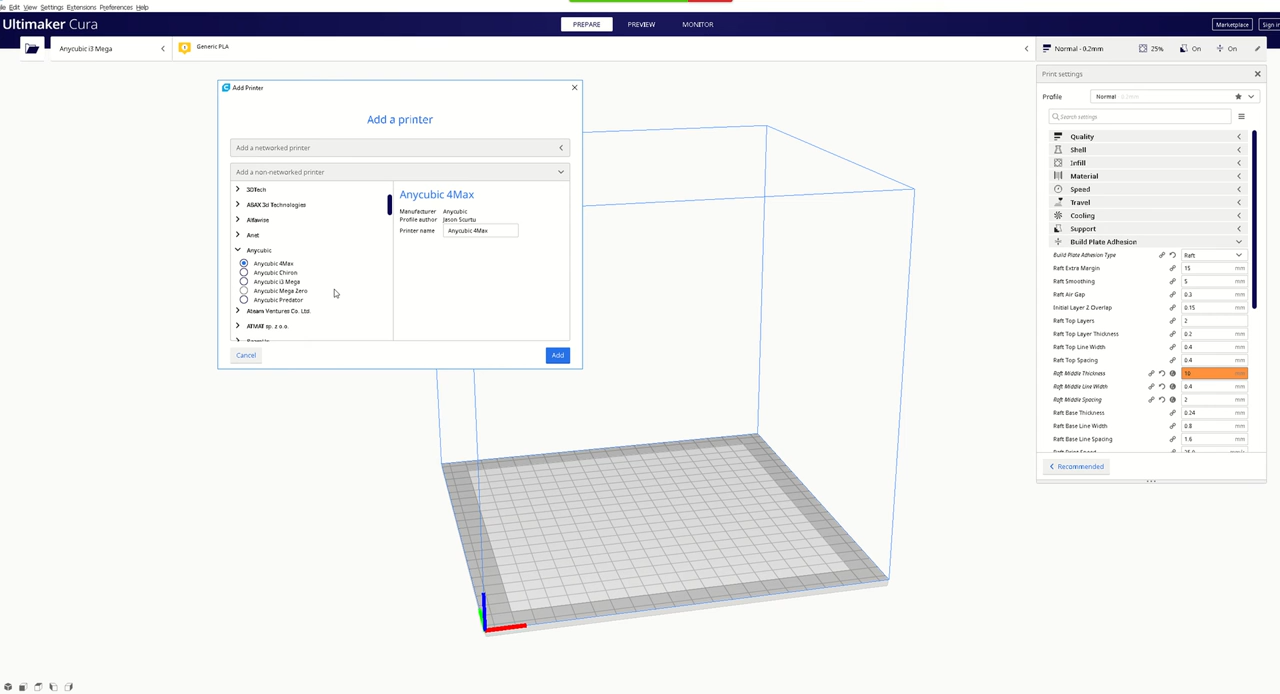 le Edit View Settings Extensions Preferences Help
Ultimaker Cura
PREPARE PREVIEW MONITOR
Marketplace Sign in
Anycubic i3 Mega
Generic PLA
Normal - 0.2mm 25% On On
Add Printer
Add a printer
Add a networked printer
Add a non-networked printer
3DTech
ABAX 3d Technologies
Alfawise
Anet
Anycubic
Anycubic 4Max
Anycubic Chiron
Anycubic i3 Mega
Anycubic Mega Zero
Anycubic Predator
Ateam Ventures Co. Ltd.
ATMAT sp. z o.o.
Anycubic 4Max
Manufacturer Anycubic
Profile author Jason Scurtu
Printer name Anycubic 4Max
Cancel
Add
Print settings
Profile Normal 0.2mm
Search settings
Quality
Shell
Infill
Material
Speed
Travel
Cooling
Support
Build Plate Adhesion
Build Plate Adhesion Type Raft
Raft Extra Margin 15 mm
Raft Smoothing 5 mm
Raft Air Gap 0.3 mm
Initial Layer Z Overlap 0.15 mm
Raft Top Layers 2
Raft Top Layer Thickness 0.2 mm
Raft Top Line Width 0.4 mm
Raft Top Spacing 0.4 mm
Raft Middle Thickness 10 mm
Raft Middle Line Width 0.4 mm
Raft Middle Spacing 2 mm
Raft Base Thickness 0.24 mm
Raft Base Line Width 0.8 mm
Raft Base Line Spacing 1.6 mm
Recommended